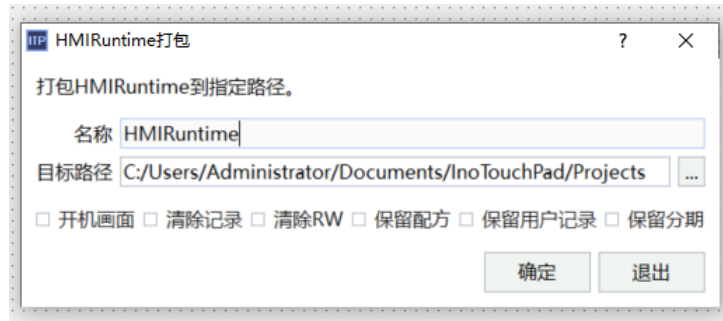 IITP HMIRuntime打包 ? ×
打包HMIRuntime到指定路径。
名称 HMIRuntime
目标路径 C:/Users/Administrator/Documents/InoTouchPad/Projects ...
开机画面 清除记录 清除RW 保留配方 保留用户记录 保留分期
确定 退出